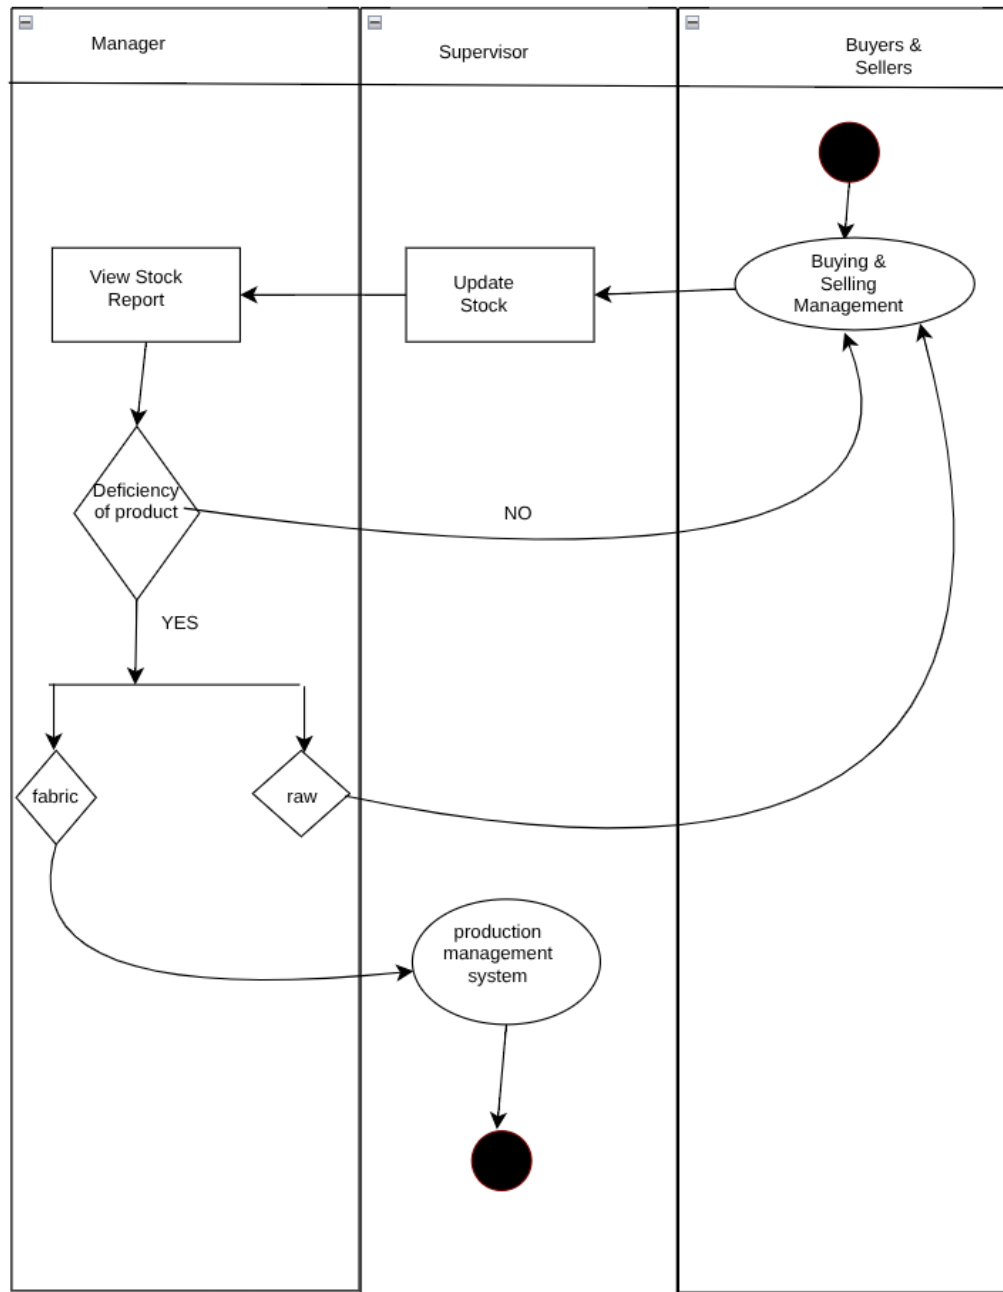 Manager
Supervisor
Buyers &
Sellers
View Stock
Report
Update
Stock
Buying &
Selling
Management
Deficiency
of product
NO
YES
fabric
raw
production
management
system